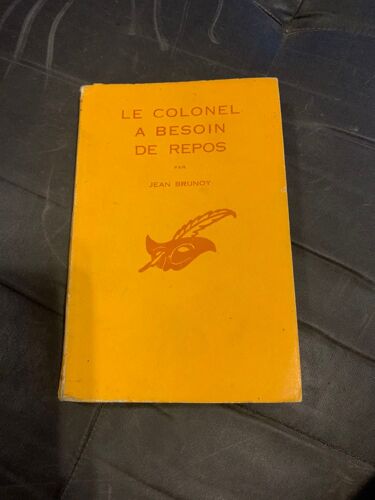 LE COLONEL
A BESOIN
DE REPOS
PAR
JEAN BRUNOY